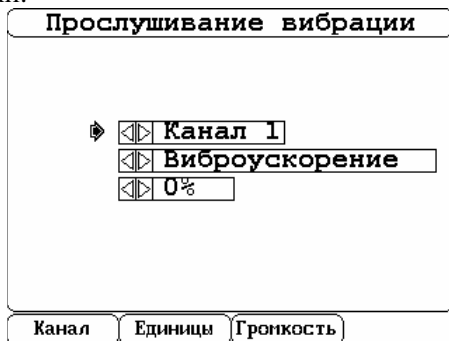 Прослушивание вибрации
Канал 1
Виброускорение
0%
Канал Единицы Громкость